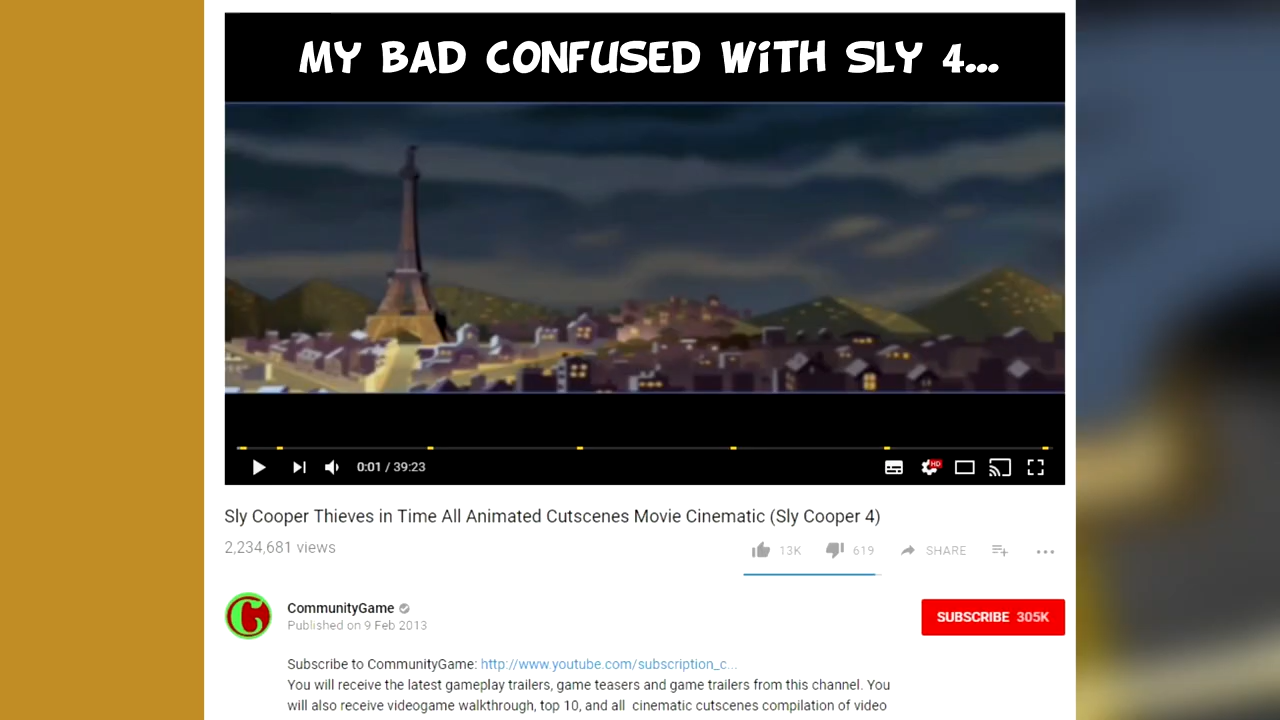 MY BAD CONFUSED WiTH SLY 4...
0:01 / 39:23
HD
Sly Cooper Thieves in Time All Animated Cutscenes Movie Cinematic (Sly Cooper 4)
2,234,681 views
13K 619 SHARE
CommunityGame
Published on 9 Feb 2013
SUBSCRIBE 305K
Subscribe to CommunityGame: http://www.youtube.com/subscription_c...
You will receive the latest gameplay trailers, game teasers and game trailers from this channel. You
will also receive videogame walkthrough, top 10, and all cinematic cutscenes compilation of video